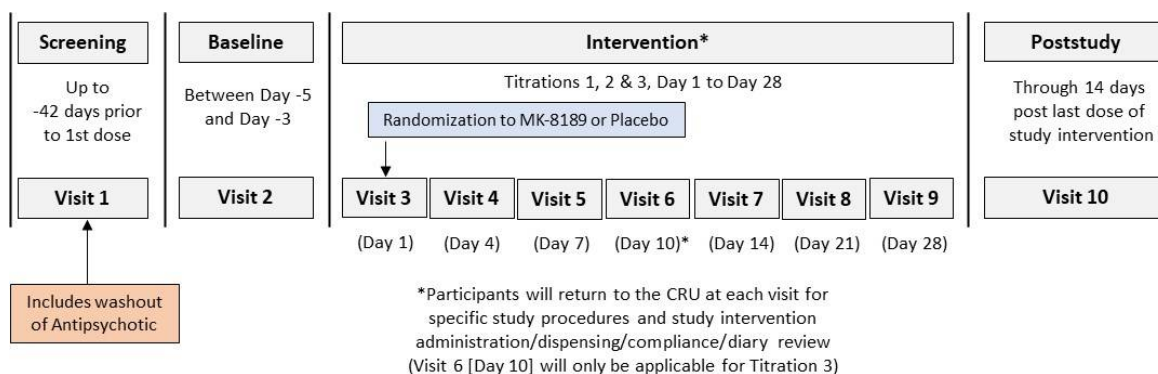 Screening
Up to
-42 days prior
to 1st dose
Visit 1
Includes washout
of Antipsychotic
Baseline
Between Day -5
and Day -3
Visit 2
Intervention*
Titrations 1, 2 & 3, Day 1 to Day 28
Randomization to MK-8189 or Placebo
Visit 3
Visit 4
Visit 5
Visit 6
Visit 7
Visit 8
Visit 9
(Day 1)
(Day 4)
(Day 7)
(Day 10)*
(Day 14)
(Day 21)
(Day 28)
*Participants will return to the CRU at each visit for
specific study procedures and study intervention
administration/dispensing/compliance/diary review
(Visit 6 [Day 10] will only be applicable for Titration 3)
Poststudy
Through 14 days
post last dose of
study intervention
Visit 10